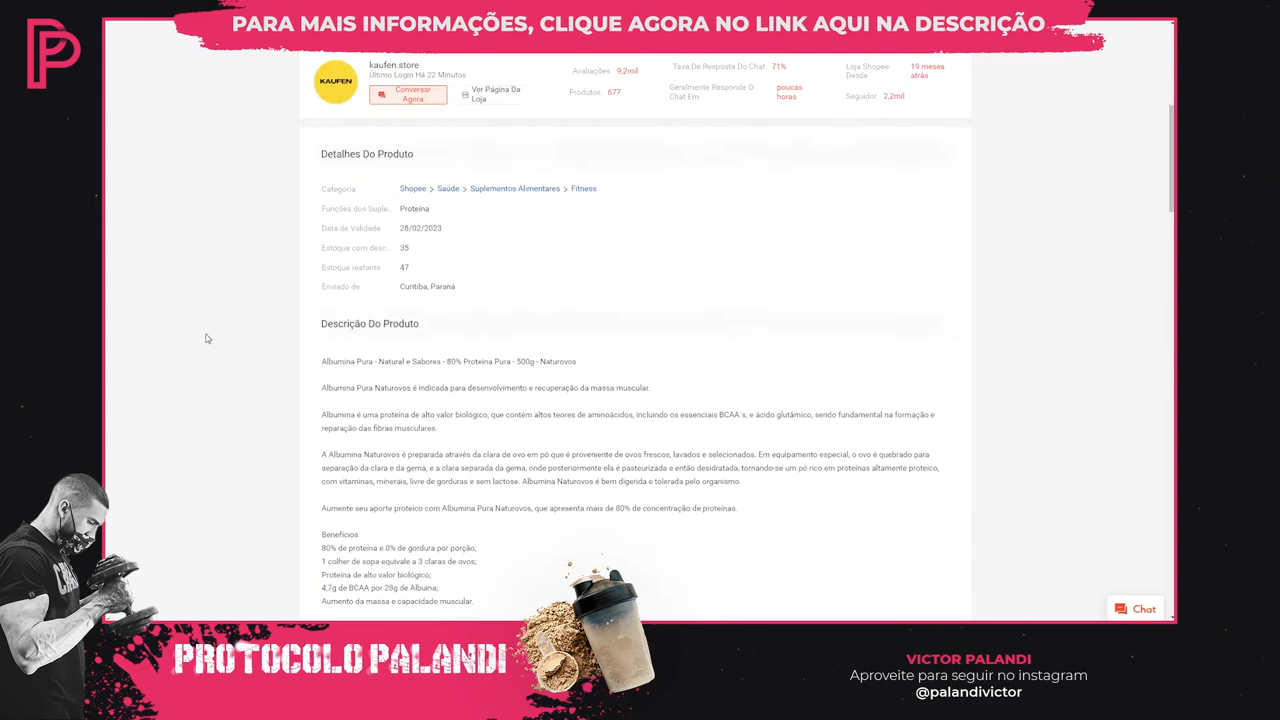 PARA MAIS INFORMAÇÕES, CLIQUE AGORA NO LINK AQUI NA DESCRIÇÃO
KAUFEN
kaufen.store
Último Login Há 22 Minutos
Conversar Agora
Ver Página Da Loja
Avaliações 9,2mil
Produtos 677
Taxa De Resposta Do Chat 71%
Geralmente Responde O Chat Em poucas horas
Loja Shopee Desde 19 meses atrás
Seguidor 2,2mil
Detalhes Do Produto
Categoria Shopee > Saúde > Suplementos Alimentares > Fitness
Funções dos Suple... Proteína
Data de Validade 28/02/2023
Estoque com desc... 35
Estoque restante 47
Enviado de Curitiba, Paraná
Descrição Do Produto
Albumina Pura - Natural e Sabores - 80% Proteína Pura - 500g - Naturovos
Albumina Pura Naturovos é indicada para desenvolvimento e recuperação da massa muscular.
Albumina é uma proteína de alto valor biológico, que contém altos teores de aminoácidos, incluindo os essenciais BCAA´s, e ácido glutâmico, sendo fundamental na formação e
reparação das fibras musculares.
A Albumina Naturovos é preparada através da clara de ovo em pó que é proveniente de ovos frescos, lavados e selecionados. Em equipamento especial, o ovo é quebrado para
separação da clara e da gema, e a clara separada da gema, onde posteriormente ela é pasteurizada e então desidratada, tornando-se um pó rico em proteínas altamente proteico,
com vitaminas, minerais, livre de gorduras e sem lactose. Albumina Naturovos é bem digerida e tolerada pelo organismo.
Aumente seu aporte proteico com Albumina Pura Naturovos, que apresenta mais de 80% de concentração de proteínas.
Benefícios
80% de proteína e 0% de gordura por porção;
1 colher de sopa equivale a 3 claras de ovos;
Proteína de alto valor biológico;
4,7g de BCAA por 28g de Albuina;
Aumento da massa e capacidade muscular.
Chat
PROTOCOLO PALANDI
VICTOR PALANDI
Aproveite para seguir no instagram
@palandivictor